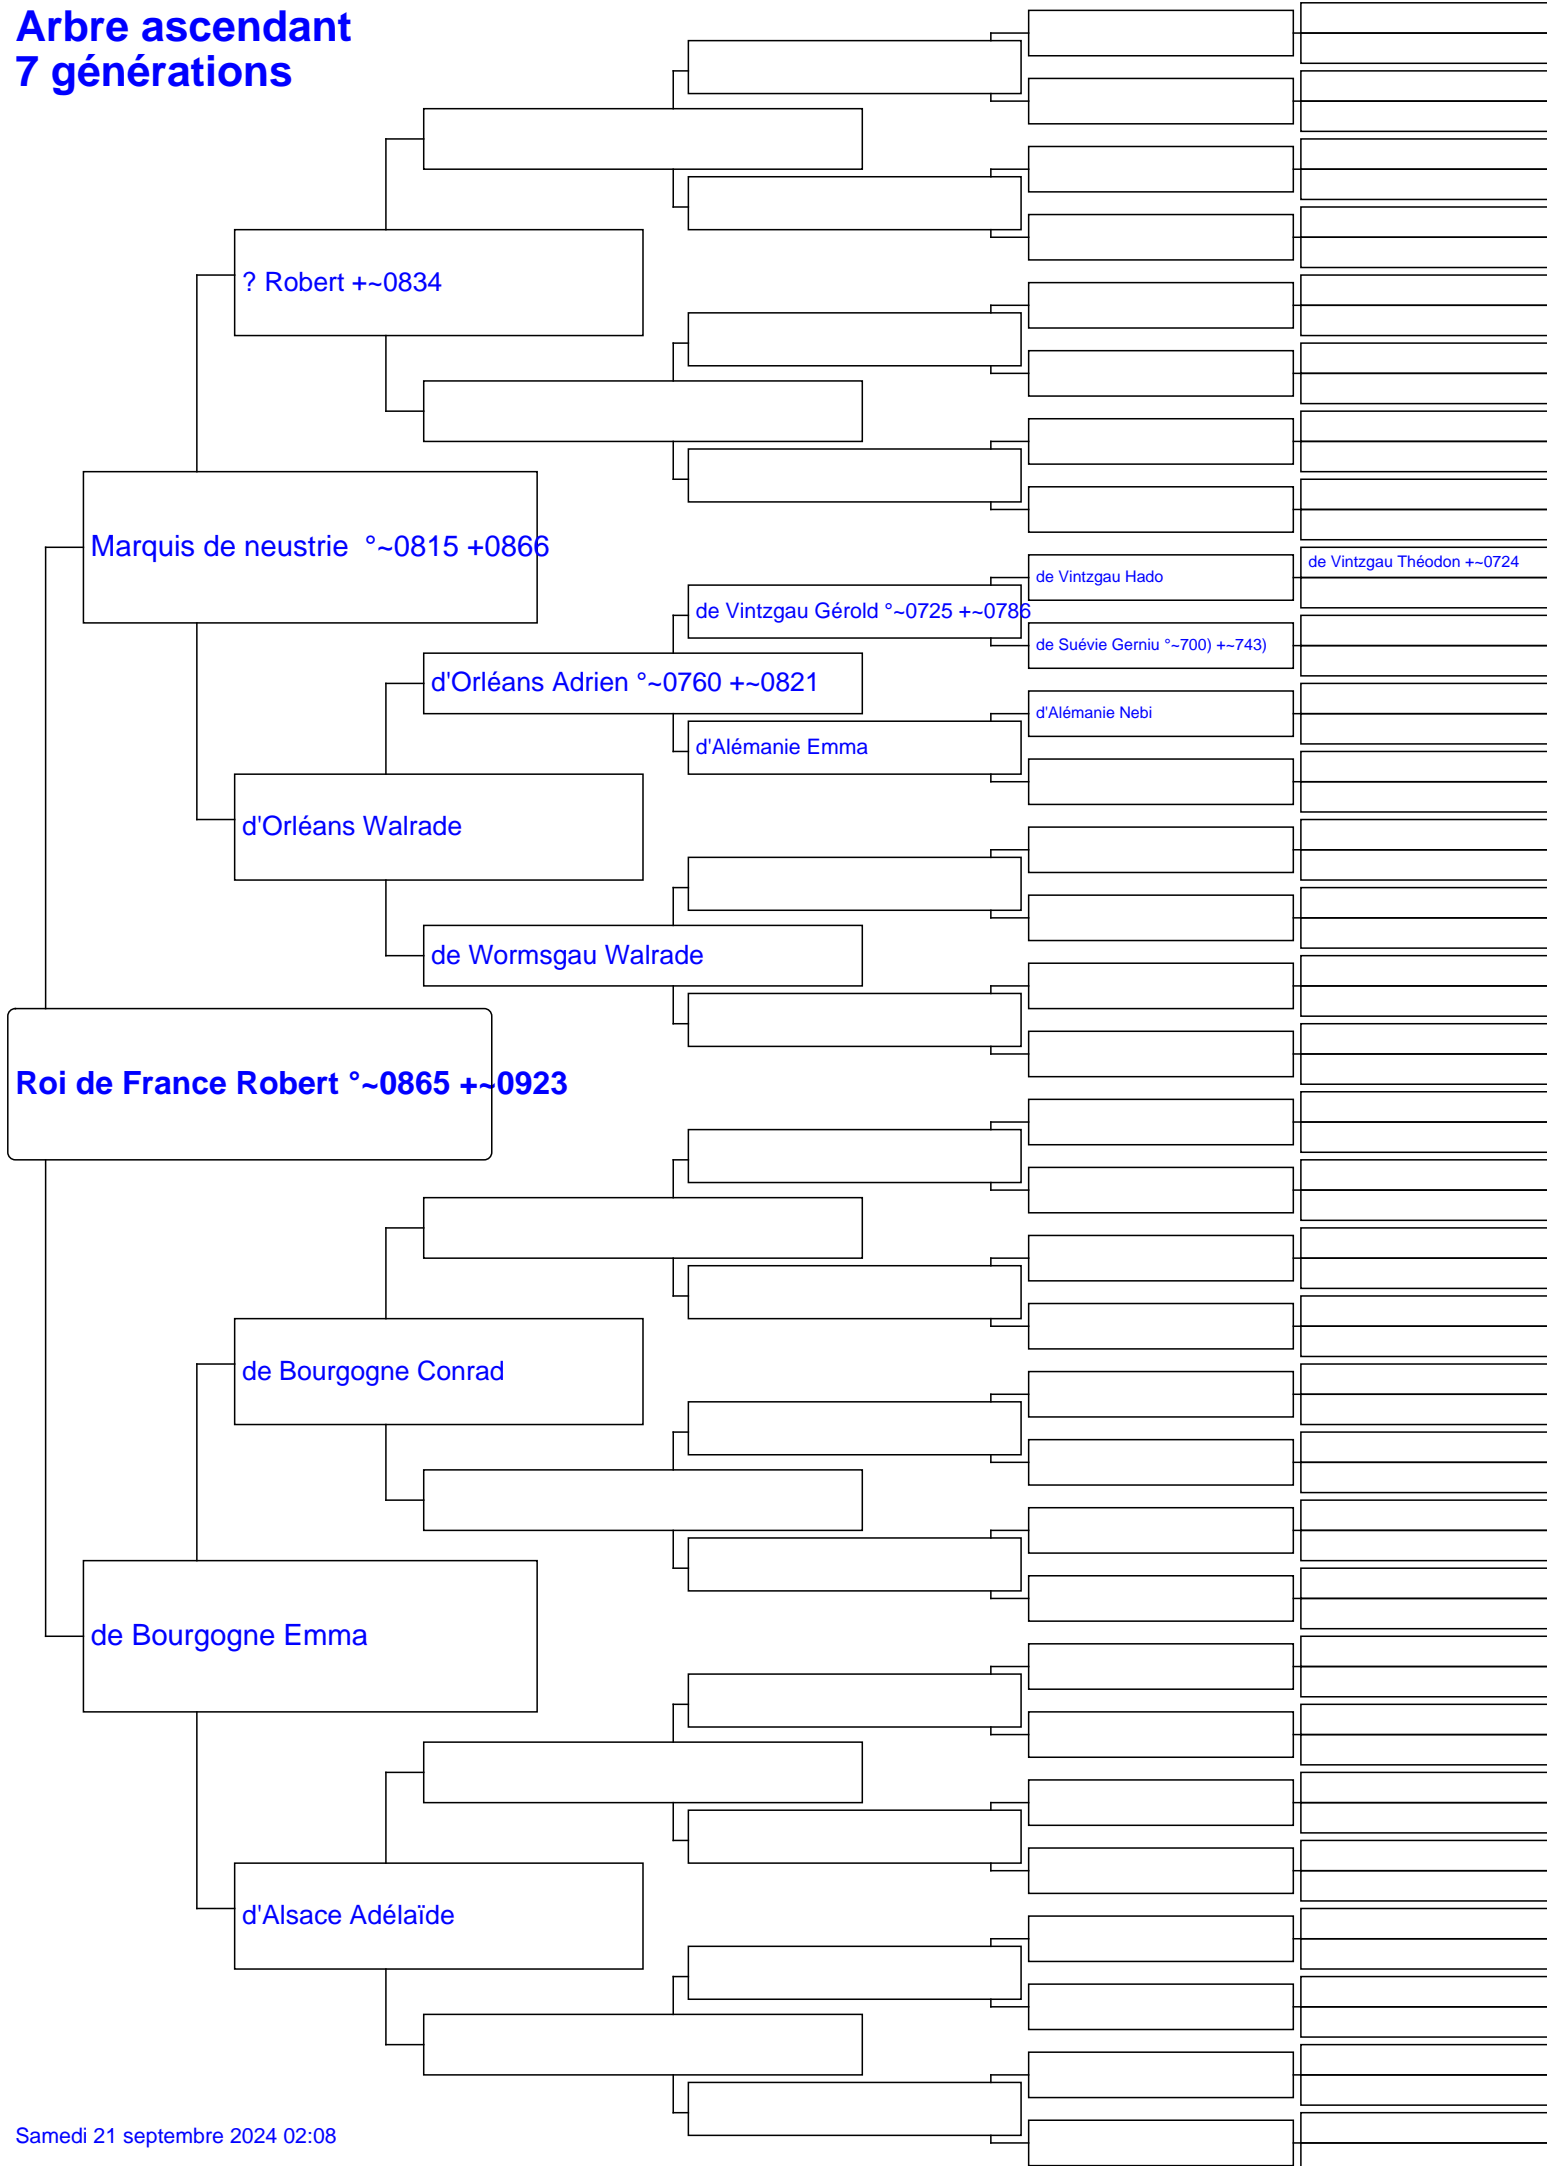 Arbre ascendant
7 générations
? Robert +~0834
Marquis de neustrie  °~0815 +0866
de Vintzgau Théodon +~0724
de Vintzgau Hado
de Vintzgau Gérold °~0725 +~0786
de Suévie Gerniu °~700) +~743)
d'Orléans Adrien °~0760 +~0821
d'Alémanie Nebi
d'Alémanie Emma
d'Orléans Walrade
de Wormsgau Walrade
Roi de France Robert °~0865 +~0923
de Bourgogne Conrad
de Bourgogne Emma
d'Alsace Adélaïde
Samedi 21 septembre 2024 02:08